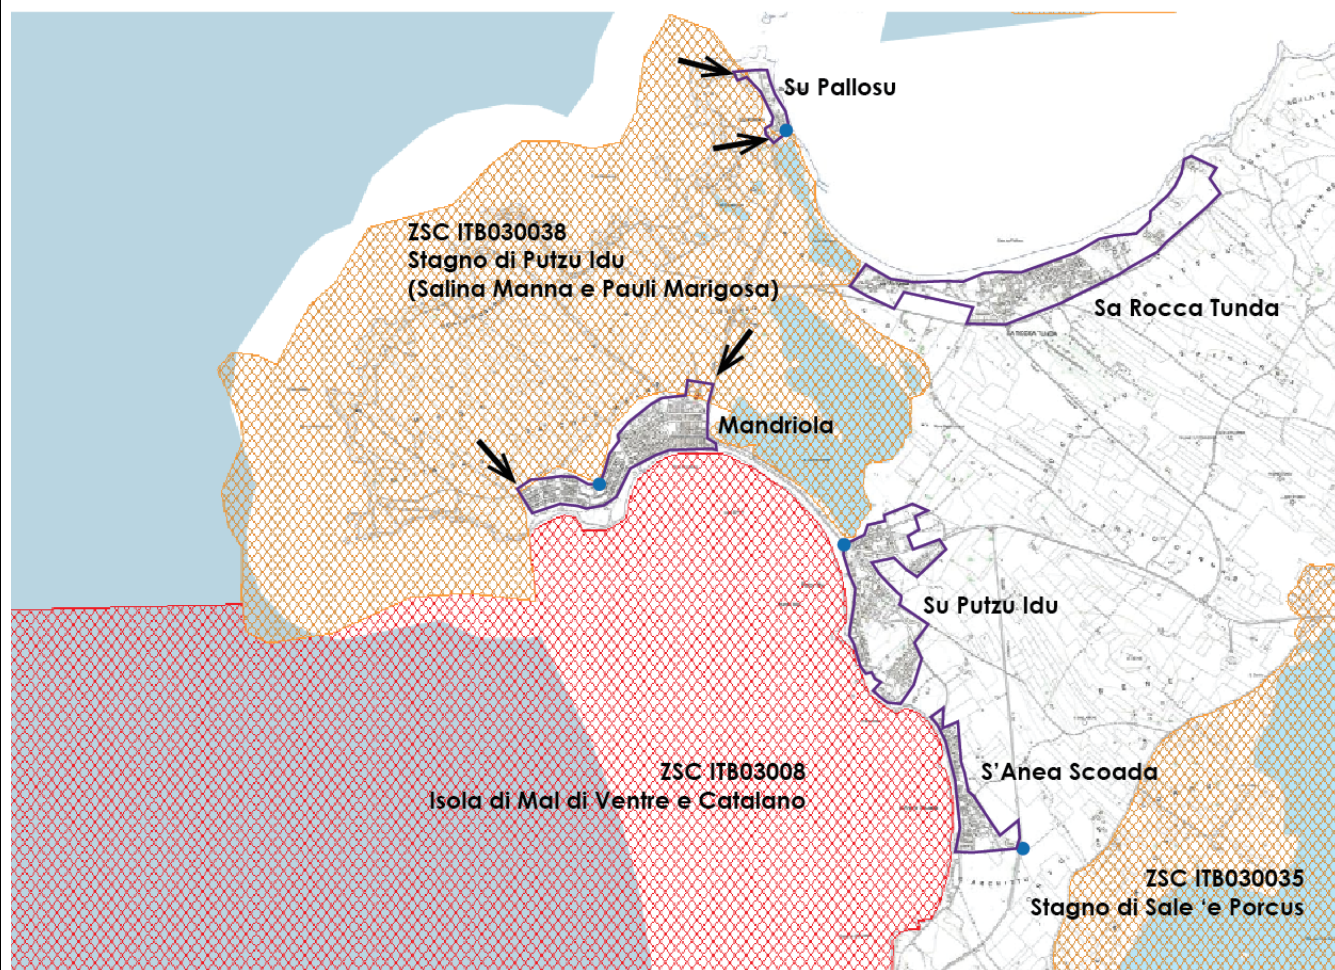 Su Pallosu
ZSC ITB030038
Stagno di Putzu Idu
(Salina Manna e Pauli Marigosa)
Sa Rocca Tunda
Mandriola
Su Putzu Idu
ZSC ITB03008
Isola di Mal di Ventre e Catalano
S'Anea Scoada
ZSC ITB030035
Stagno di Sale 'e Porcus